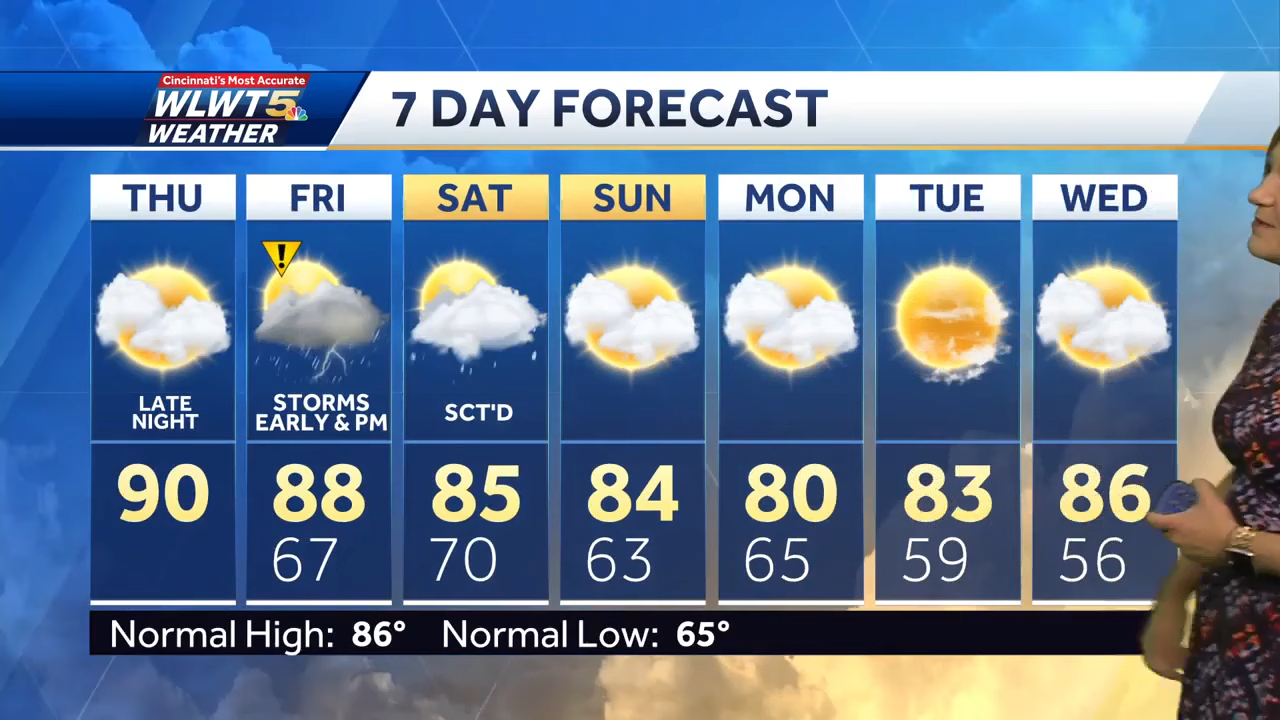 Cincinnati's Most Accurate
WLWT5
WEATHER
7 DAY FORECAST
THU FRI SAT SUN MON TUE WED
!
LATE
NIGHT
STORMS
EARLY & PM
SCT'D
90 88 85 84 80 83 86
67 70 63 65 59 56
Normal High: 86° Normal Low: 65°